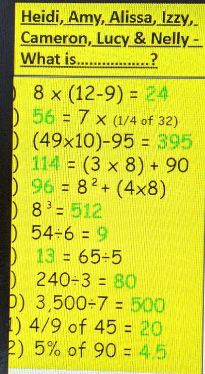 Heidi, Amy, Alissa, Izzy,
Cameron, Lucy & Nelly -
What is.................?
) 8 x (12-9) = 24
) 56 = 7 x (1/4 of 32)
) (49x10)-95 = 395
) 114 = (3 x 8) + 90
) 96 = 8² + (4x8)
) 8³ = 512
) 54÷6 = 9
) 13 = 65÷5
) 240÷3 = 80
0) 3,500÷7 = 500
1) 4/9 of 45 = 20
2) 5% of 90 = 4.5